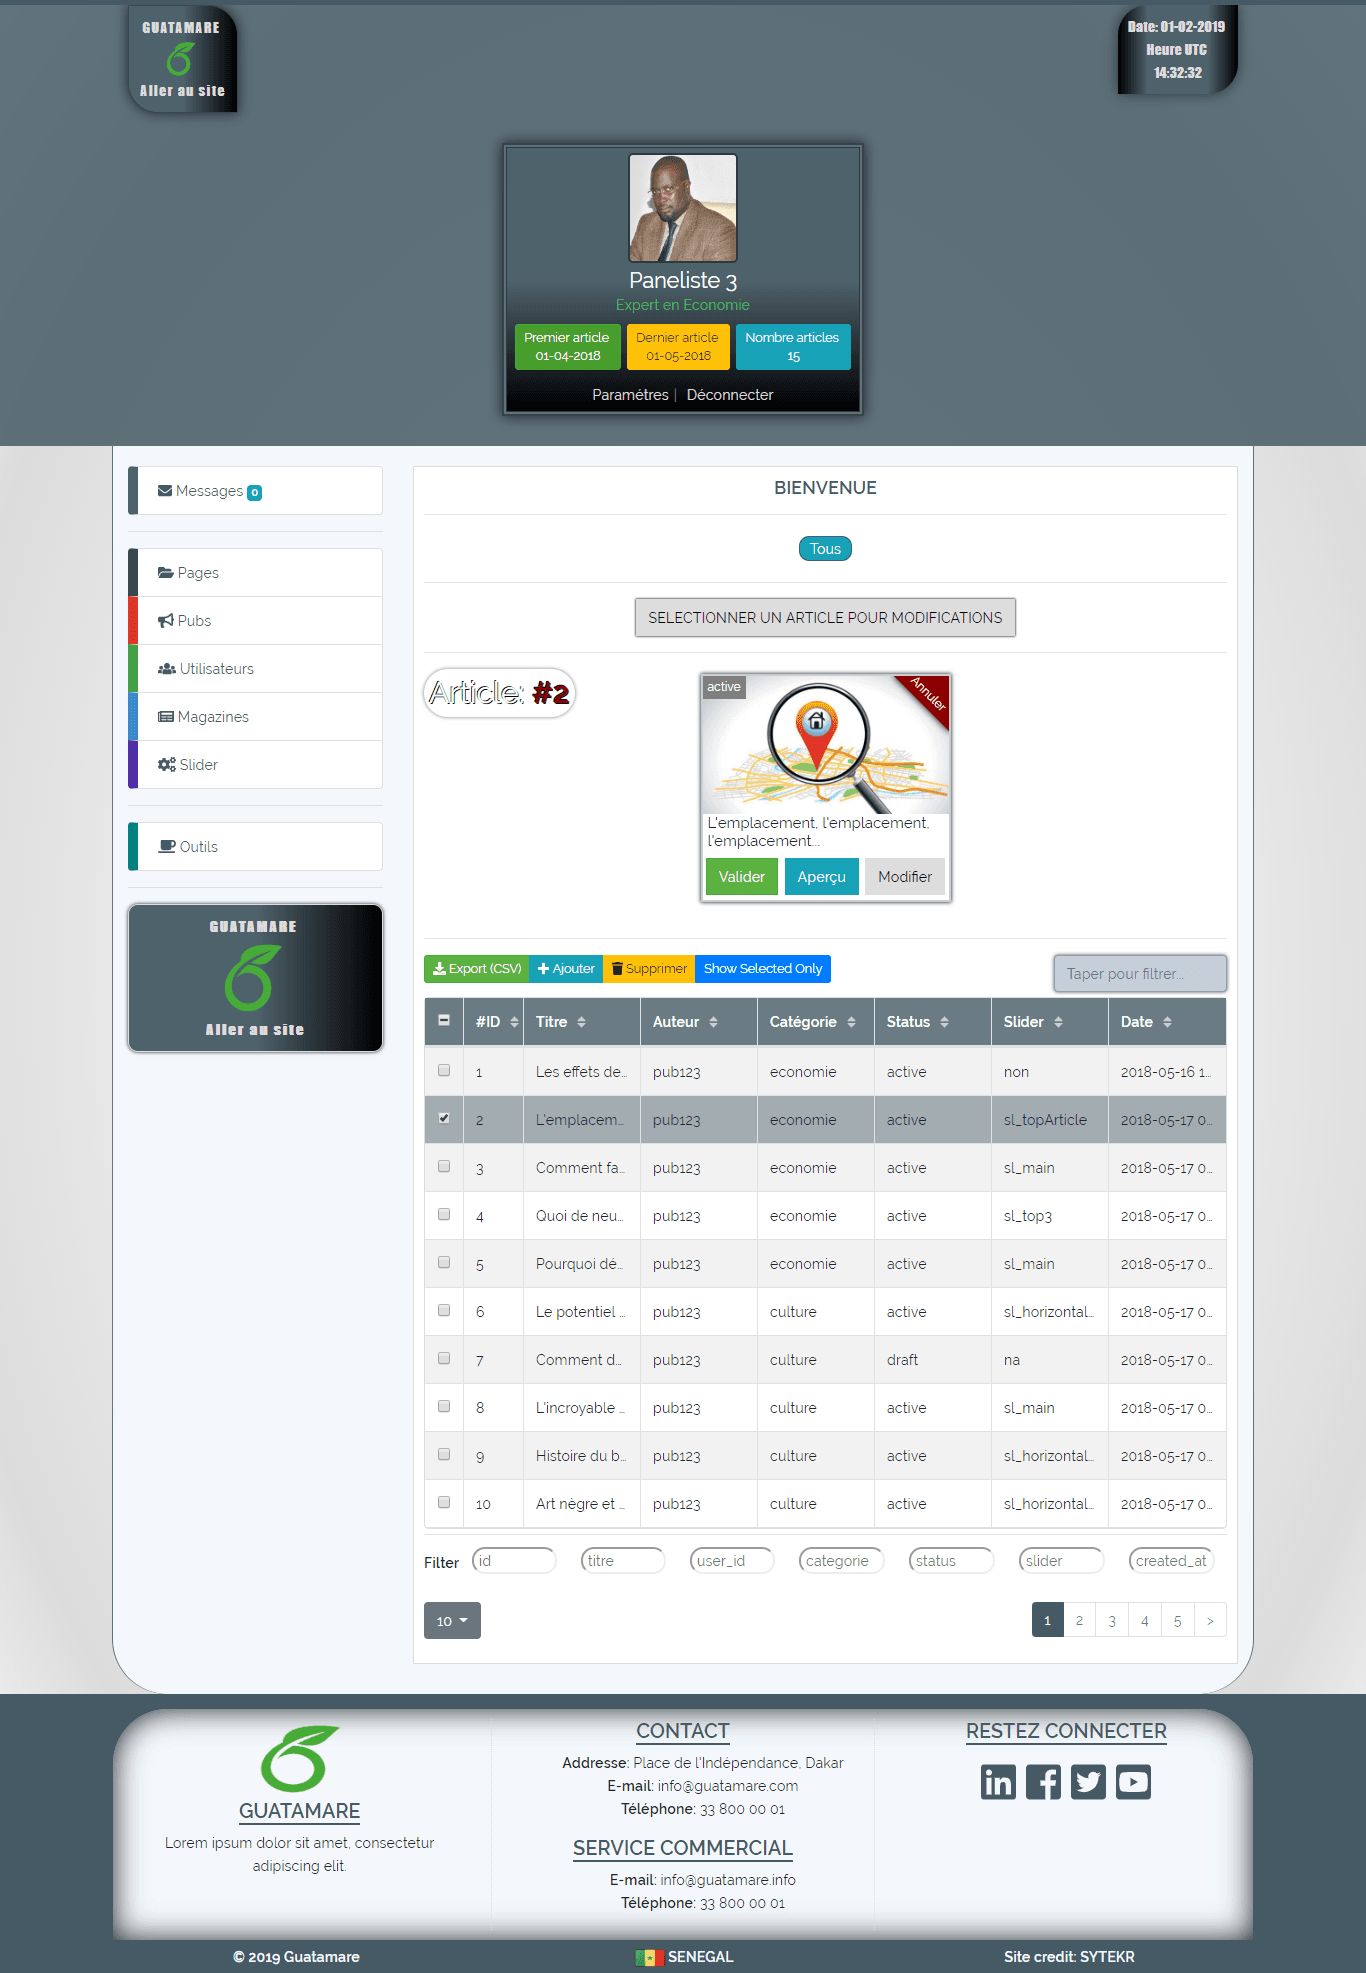 GUATAMARE
Aller au site
Date: 01-02-2019
Heure UTC
14:32:32
Paneliste 3
Expert en Economie
Premier article
01-04-2018
Dernier article
01-05-2018
Nombre articles
15
Paramétres | Déconnecter
Messages 0
Pages
Pubs
Utilisateurs
Magazines
Slider
Outils
GUATAMARE
Aller au site
BIENVENUE
Tous
SELECTIONNER UN ARTICLE POUR MODIFICATIONS
Article: #2
active
Annuler
L'emplacement, l'emplacement,
l'emplacement...
Valider Aperçu Modifier
Export (CSV) Ajouter Supprimer Show Selected Only
Taper pour filtrer...
#ID Titre Auteur Catégorie Status Slider Date
1 Les effets de... pub123 economie active non 2018-05-16 1...
2 L'emplacem... pub123 economie active sl_topArticle 2018-05-17 0...
3 Comment fa... pub123 economie active sl_main 2018-05-17 0...
4 Quoi de neu... pub123 economie active sl_top3 2018-05-17 0...
5 Pourquoi dé... pub123 economie active sl_main 2018-05-17 0...
6 Le potentiel ... pub123 culture active sl_horizontal... 2018-05-17 0...
7 Comment d... pub123 culture draft na 2018-05-17 0...
8 L'incroyable ... pub123 culture active sl_main 2018-05-17 0...
9 Histoire du b... pub123 culture active sl_horizontal... 2018-05-17 0...
10 Art nègre et ... pub123 culture active sl_horizontal... 2018-05-17 0...
Filter id titre user_id categorie status slider created_at
10
1 2 3 4 5 >
GUATAMARE
Lorem ipsum dolor sit amet, consectetur
adipiscing elit.
CONTACT
Addresse: Place de l'Indépendance, Dakar
E-mail: info@guatamare.com
Téléphone: 33 800 00 01
SERVICE COMMERCIAL
E-mail: info@guatamare.info
Téléphone: 33 800 00 01
RESTEZ CONNECTER
© 2019 Guatamare
SENEGAL
Site credit: SYTEKR